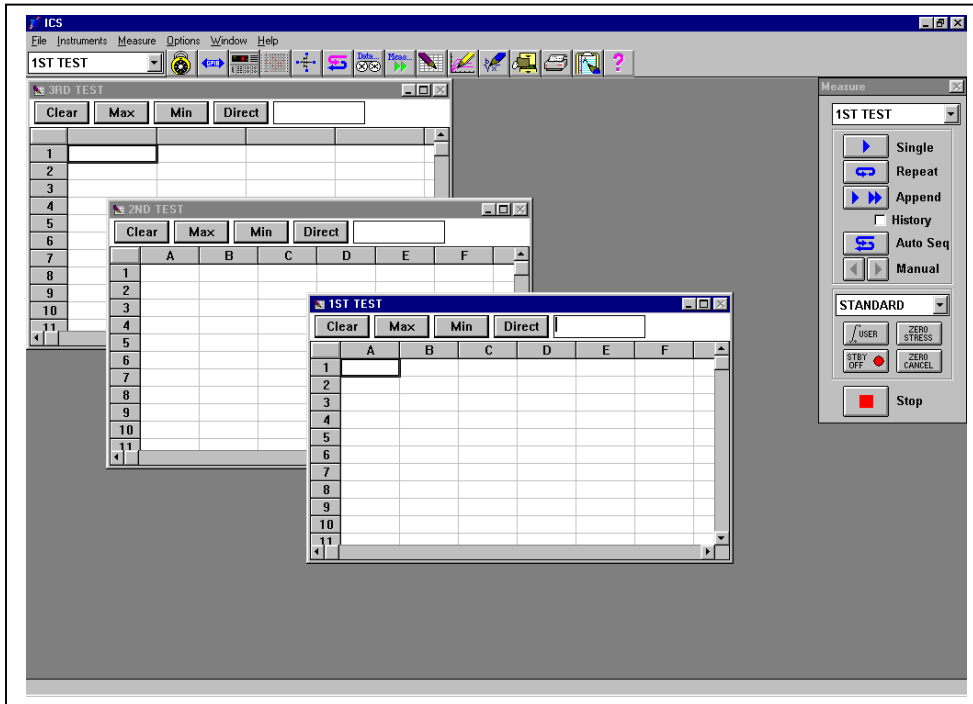 ICS
File Instruments Measure Options Window Help
1ST TEST
GPIB
Data...
Meas...
?
3RD TEST
Clear Max Min Direct
1
2
3
4
5
6
7
8
9
10
11
2ND TEST
Clear Max Min Direct
A B C D E F
1
2
3
4
5
6
7
8
9
10
11
1ST TEST
Clear Max Min Direct
A B C D E F
1
2
3
4
5
6
7
8
9
10
11
Measure
1ST TEST
Single
Repeat
Append
History
Auto Seq
Manual
STANDARD
USER
ZERO STRESS
STBY OFF
ZERO CANCEL
Stop